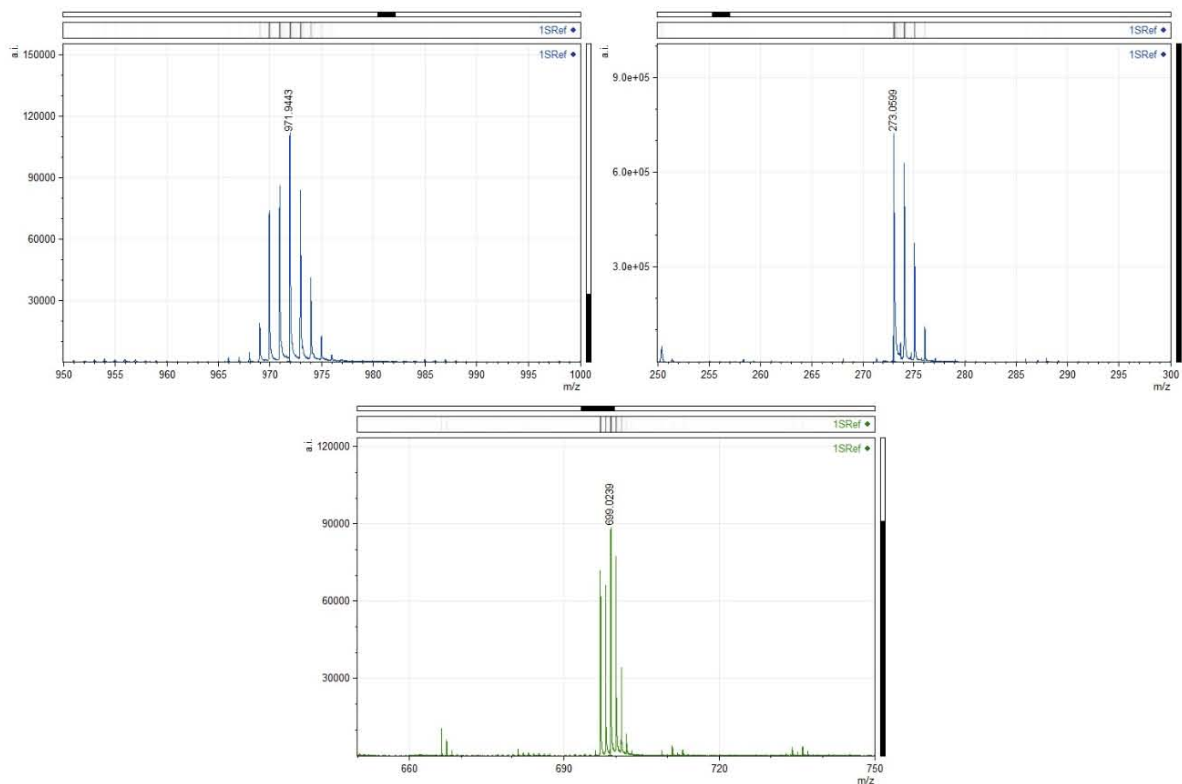 1SRef
a.i.
1SRef
150000
120000
90000
60000
30000
971.9443
950 955 960 965 970 975 980 985 990 995 1000
m/z
1SRef
a.i.
1SRef
9.0e+05
6.0e+05
3.0e+05
273.0599
250 255 260 265 270 275 280 285 290 295 300
m/z
1SRef
a.i.
1SRef
120000
90000
60000
30000
699.0239
660 690 720 750
m/z